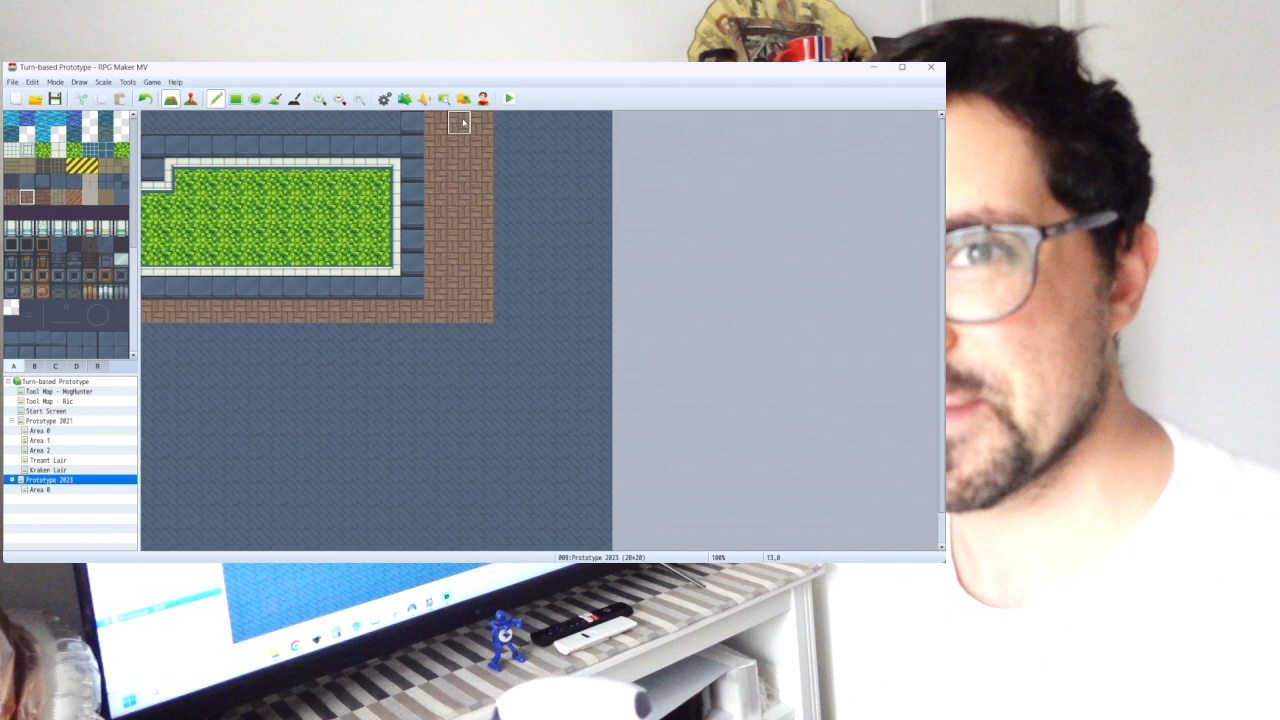 Turn-based Prototype - RPG Maker MV
File Edit Mode Draw Scale Tools Game Help
A B C D R
Turn-based Prototype
Tool Map - MogHunter
Tool Map - Ric
Start Screen
Prototype 2021
Area 0
Area 1
Area 2
Treant Lair
Kraken Lair
Prototype 2023
Area 0
009:Prototype 2023 (20x20) 100% 13,0